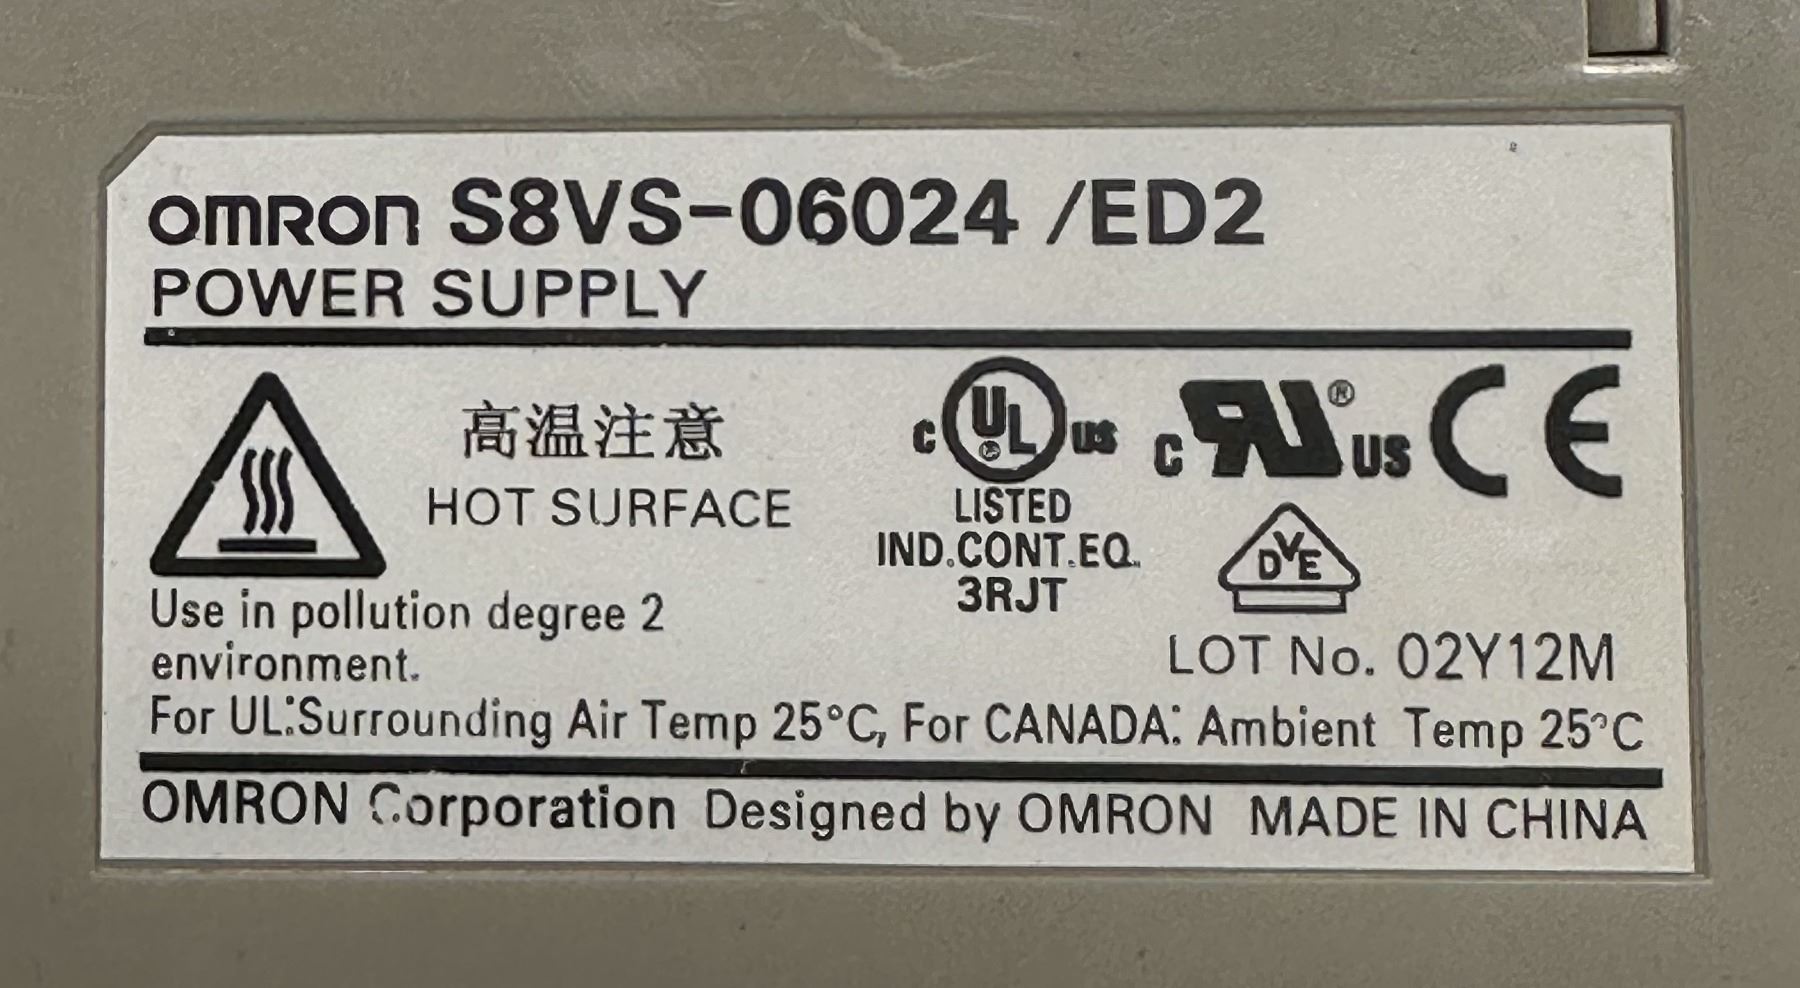 omron S8VS-06024 /ED2
POWER SUPPLY
高温注意
HOT SURFACE
c UL us
LISTED
IND.CONT.EQ.
3RJT
c RU ® us CE
DVE
Use in pollution degree 2
environment.
LOT No. 02Y12M
For UL:Surrounding Air Temp 25°C, For CANADA: Ambient Temp 25°C
OMRON Corporation Designed by OMRON MADE IN CHINA